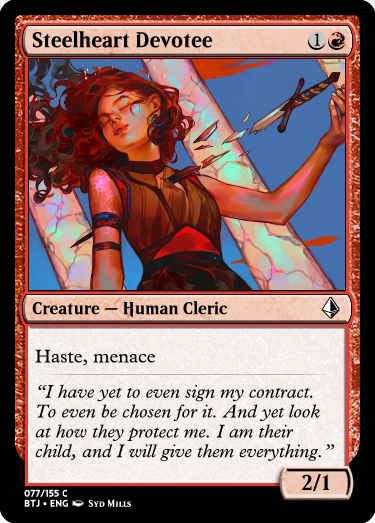 Steelheart Devotee 1
Creature — Human Cleric
Haste, menace
“I have yet to even sign my contract.
To even be chosen for it. And yet look
at how they protect me. I am their
child, and I will give them everything.”
2/1
077/155 C
BTJ • ENG Syd Mills